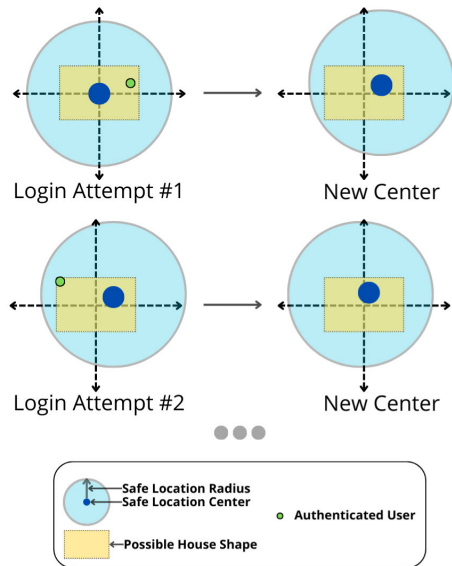 Login Attempt #1
New Center
Login Attempt #2
New Center
Safe Location Radius
Safe Location Center
Authenticated User
Possible House Shape